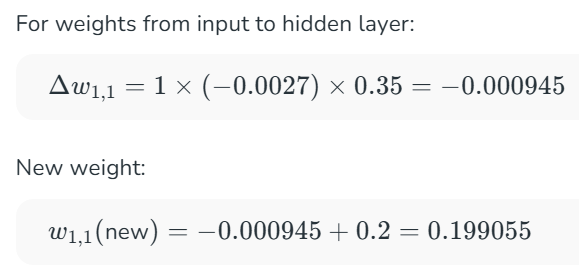 For weights from input to hidden layer:
Δw₁,₁ = 1 × (−0.0027) × 0.35 = −0.000945
New weight:
w₁,₁(new) = −0.000945 + 0.2 = 0.199055